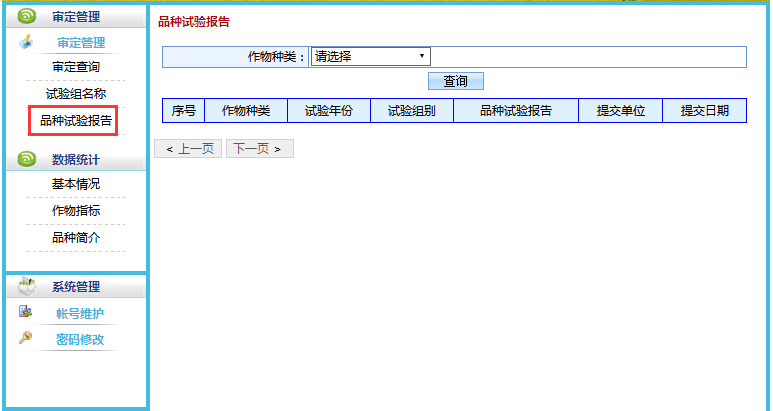 审定管理
审定管理
审定查询
试验组名称
品种试验报告
数据统计
基本情况
作物指标
品种简介
系统管理
帐号维护
密码修改
品种试验报告
作物种类： 请选择
查询
序号 作物种类 试验年份 试验组别 品种试验报告 提交单位 提交日期
< 上一页 下一页 >